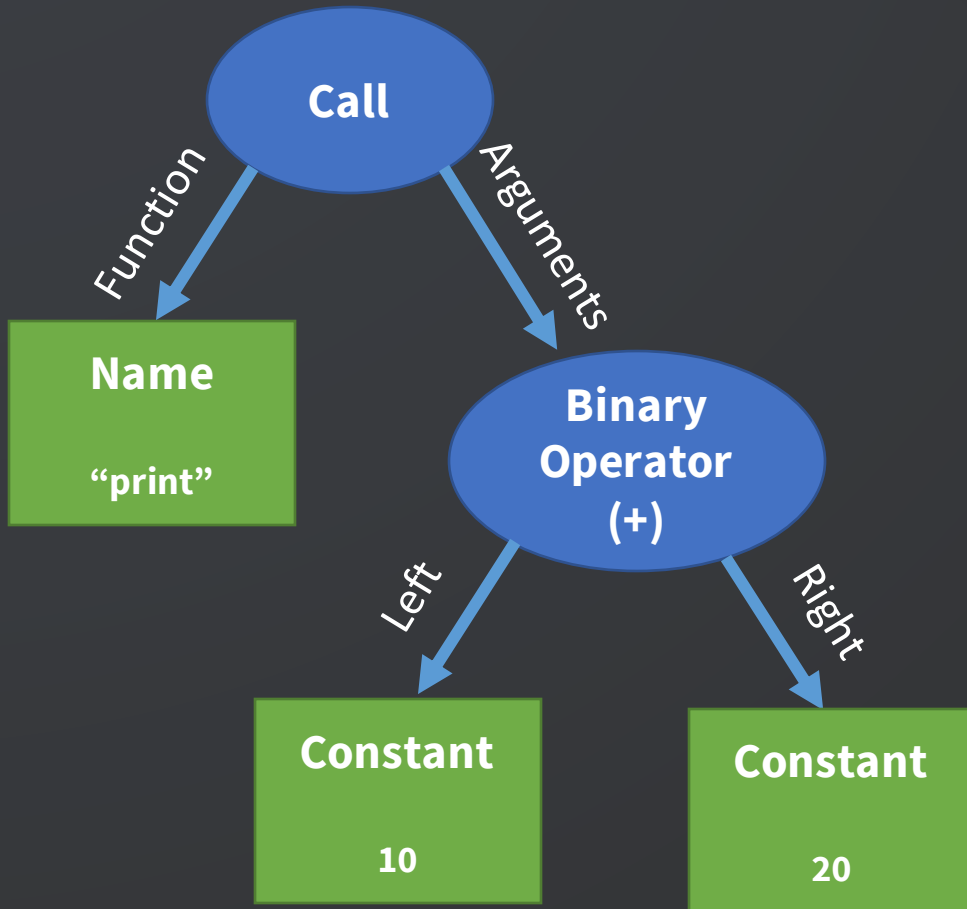 Call
Function
Arguments
Name
“print”
Binary
Operator
(+)
Left
Right
Constant
10
Constant
20